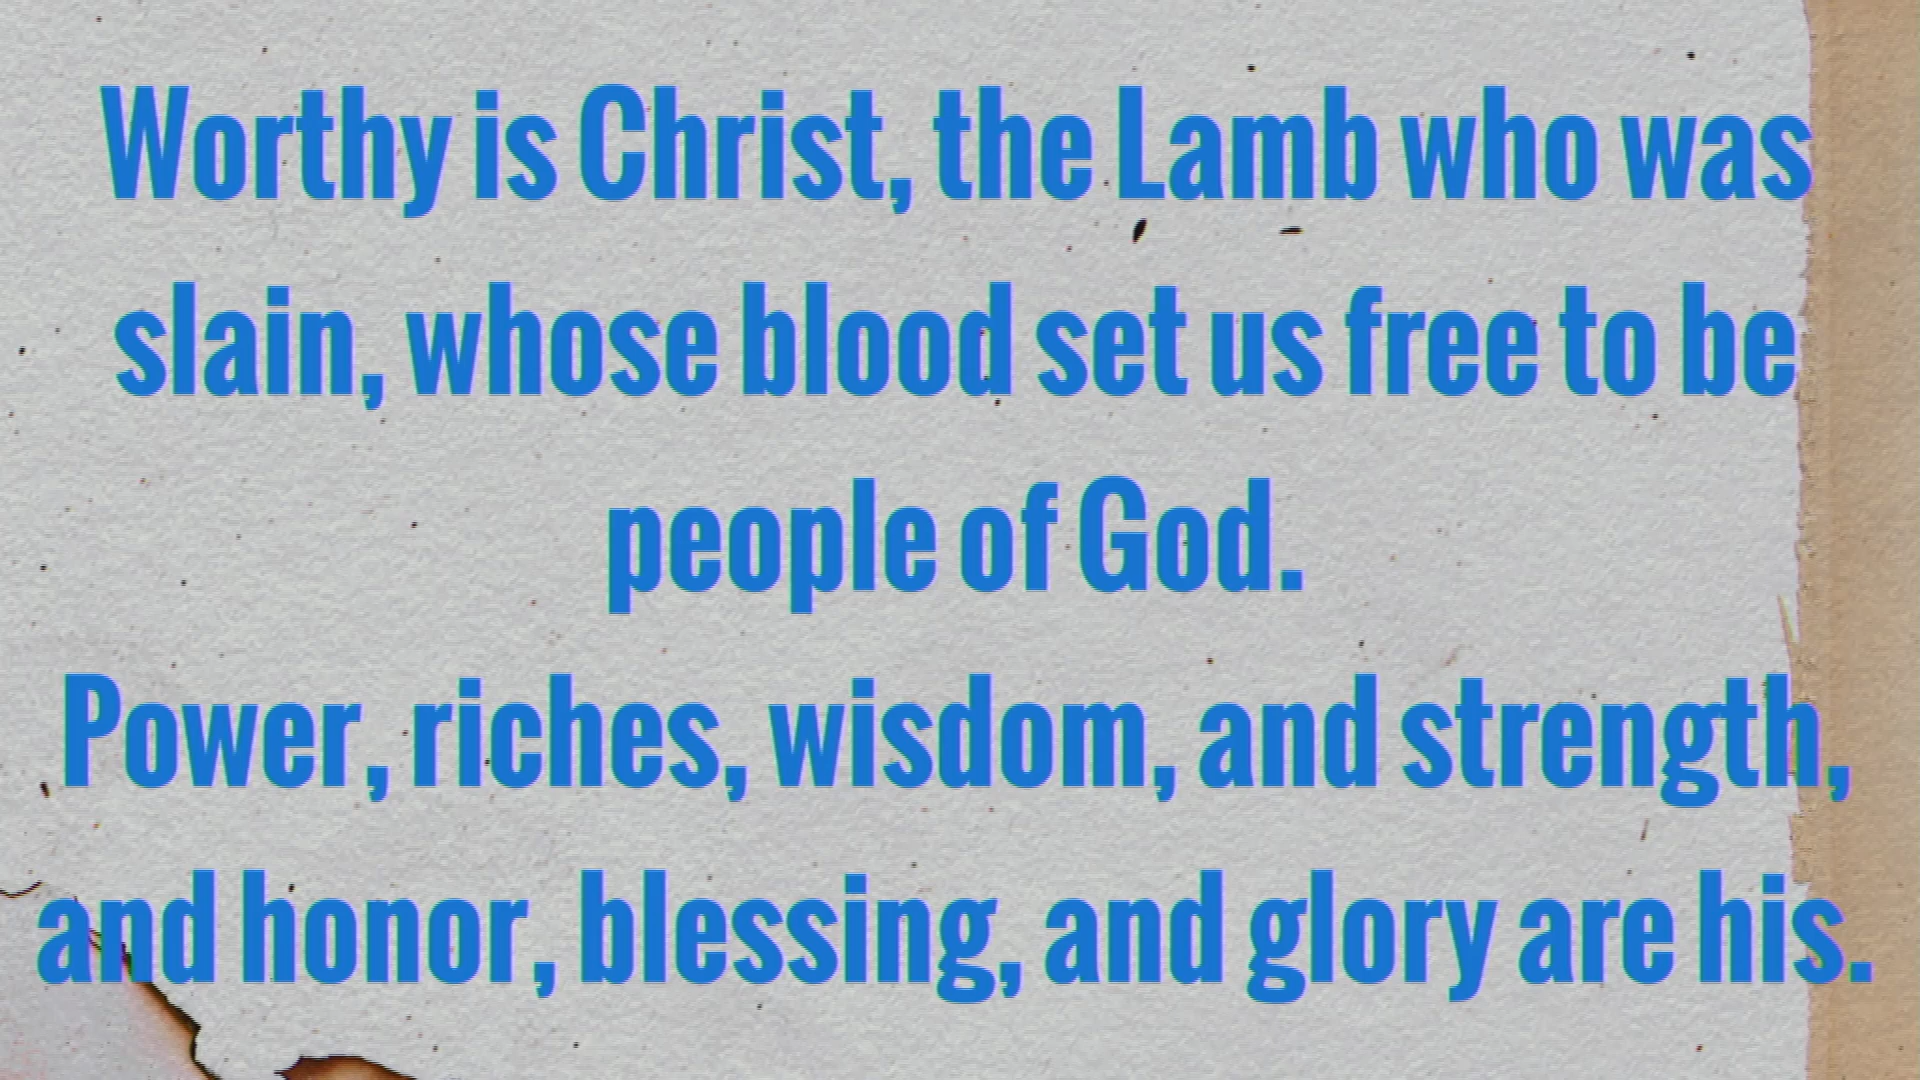 Worthy is Christ, the Lamb who was
slain, whose blood set us free to be
people of God.
Power, riches, wisdom, and strength,
and honor, blessing, and glory are his.